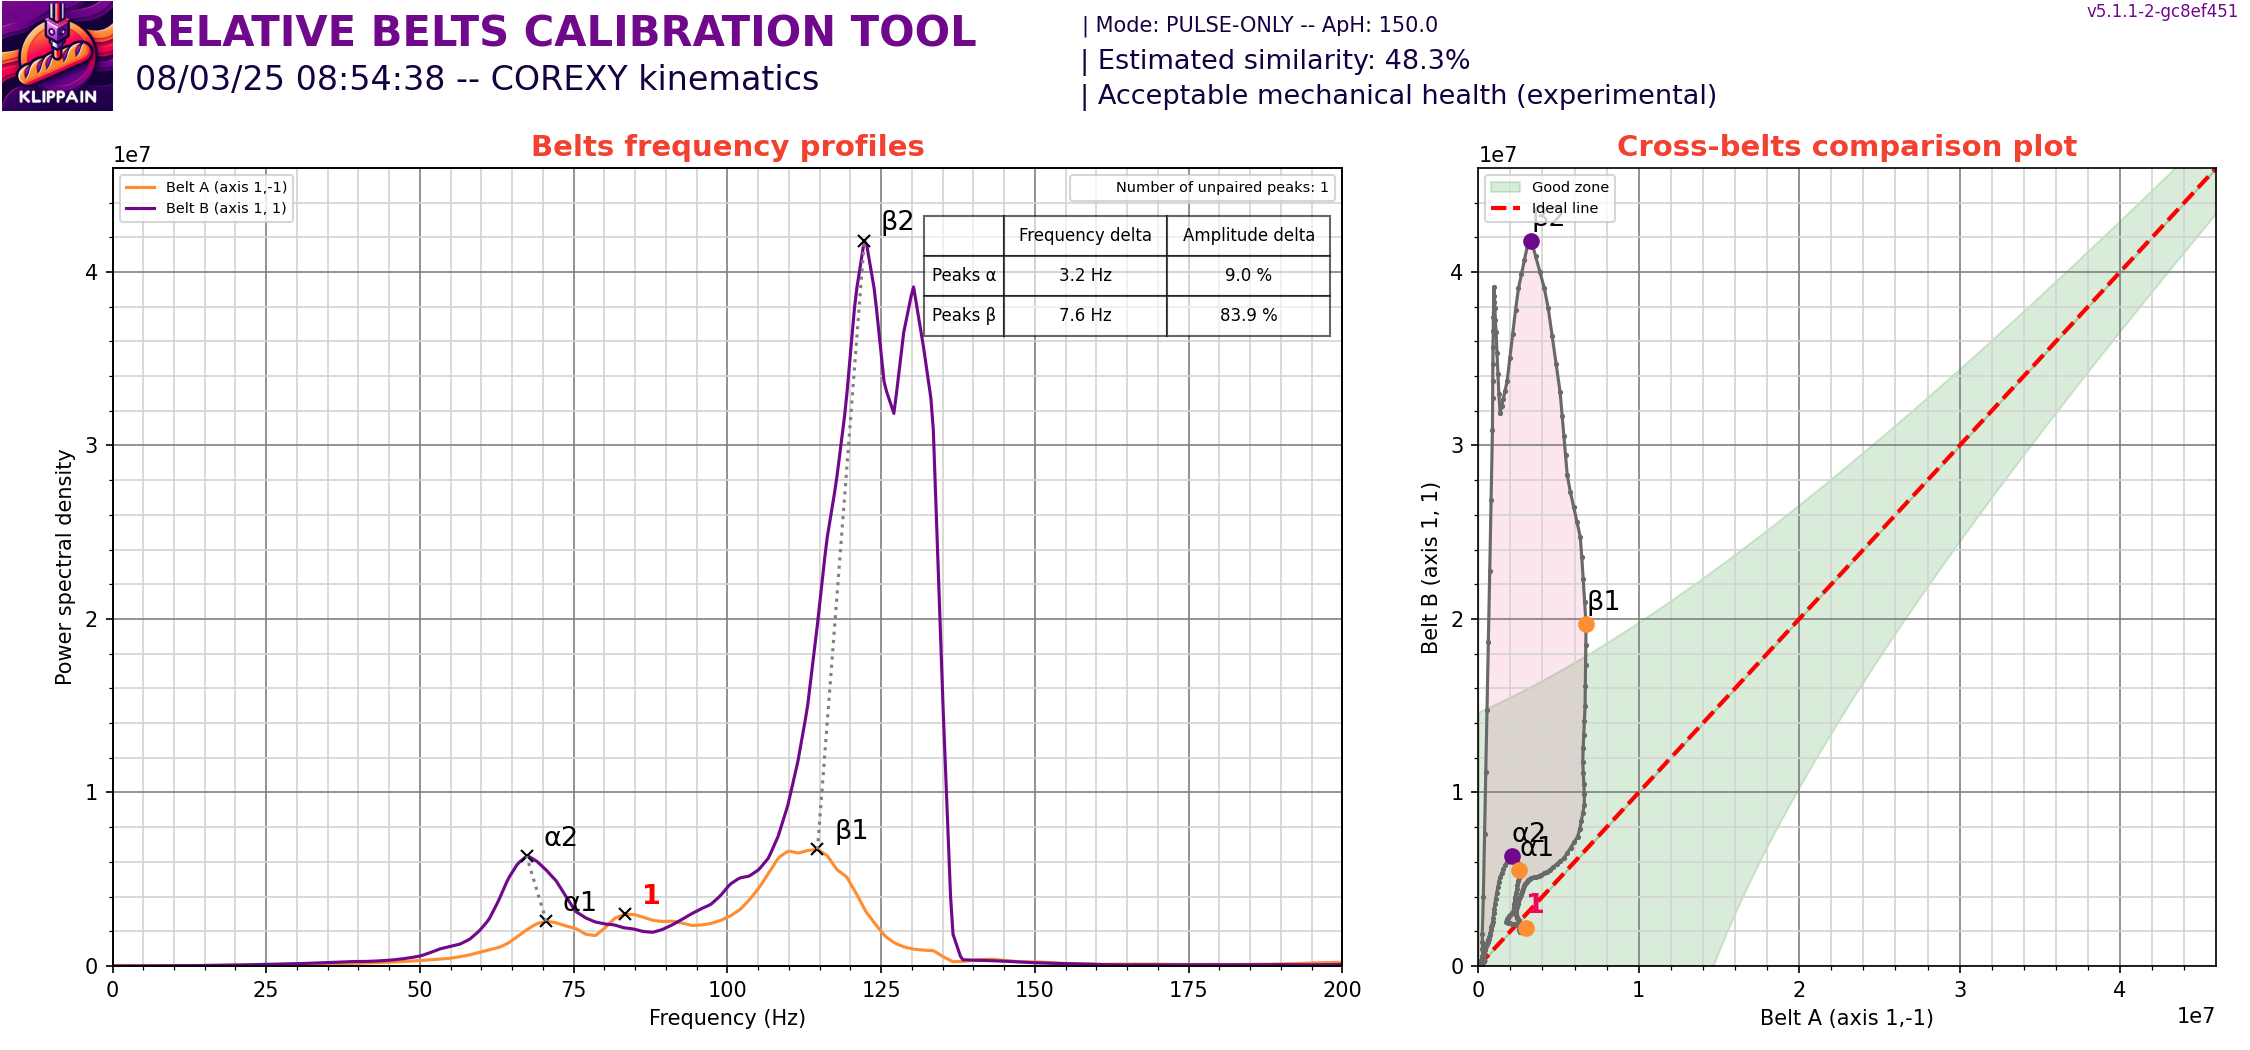 KLIPPAIN
RELATIVE BELTS CALIBRATION TOOL
08/03/25 08:54:38 -- COREXY kinematics
| Mode: PULSE-ONLY -- ApH: 150.0
| Estimated similarity: 48.3%
| Acceptable mechanical health (experimental)
v5.1.1-2-gc8ef451
Belts frequency profiles
1e7
Belt A (axis 1,-1)
Belt B (axis 1, 1)
Number of unpaired peaks: 1
Frequency delta Amplitude delta
Peaks α 3.2 Hz 9.0 %
Peaks β 7.6 Hz 83.9 %
β2
β1
α2
α1
1
Power spectral density
4
3
2
1
0
0 25 50 75 100 125 150 175 200
Frequency (Hz)
Cross-belts comparison plot
1e7
Good zone
Ideal line
β2
β1
α2
α1
1
Belt B (axis 1, 1)
4
3
2
1
0
0 1 2 3 4
Belt A (axis 1,-1)
1e7